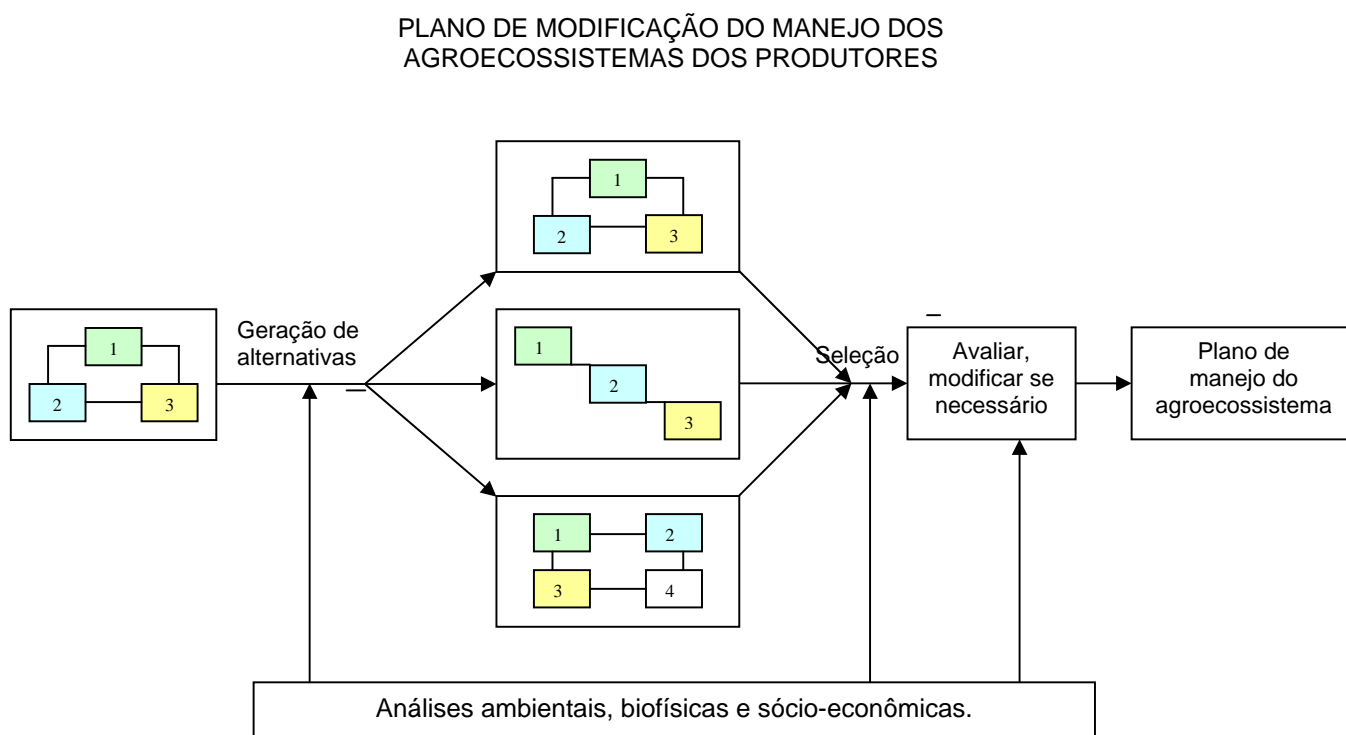 PLANO DE MODIFICAÇÃO DO MANEJO DOS
AGROECOSSISTEMAS DOS PRODUTORES
1
2
3
1
2 3
Geração de
alternativas
1
2
3
1 2
3 4
Seleção
Avaliar,
modificar se
necessário
Plano de
manejo do
agroecossistema
Análises ambientais, biofísicas e sócio-econômicas.